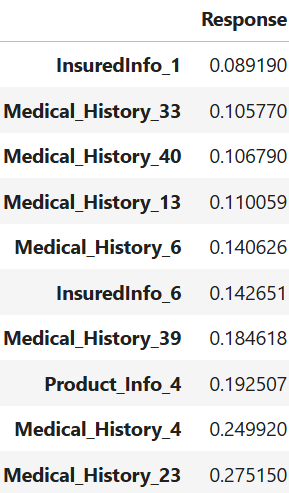 Response
InsuredInfo_1 0.089190
Medical_History_33 0.105770
Medical_History_40 0.106790
Medical_History_13 0.110059
Medical_History_6 0.140626
InsuredInfo_6 0.142651
Medical_History_39 0.184618
Product_Info_4 0.192507
Medical_History_4 0.249920
Medical_History_23 0.275150